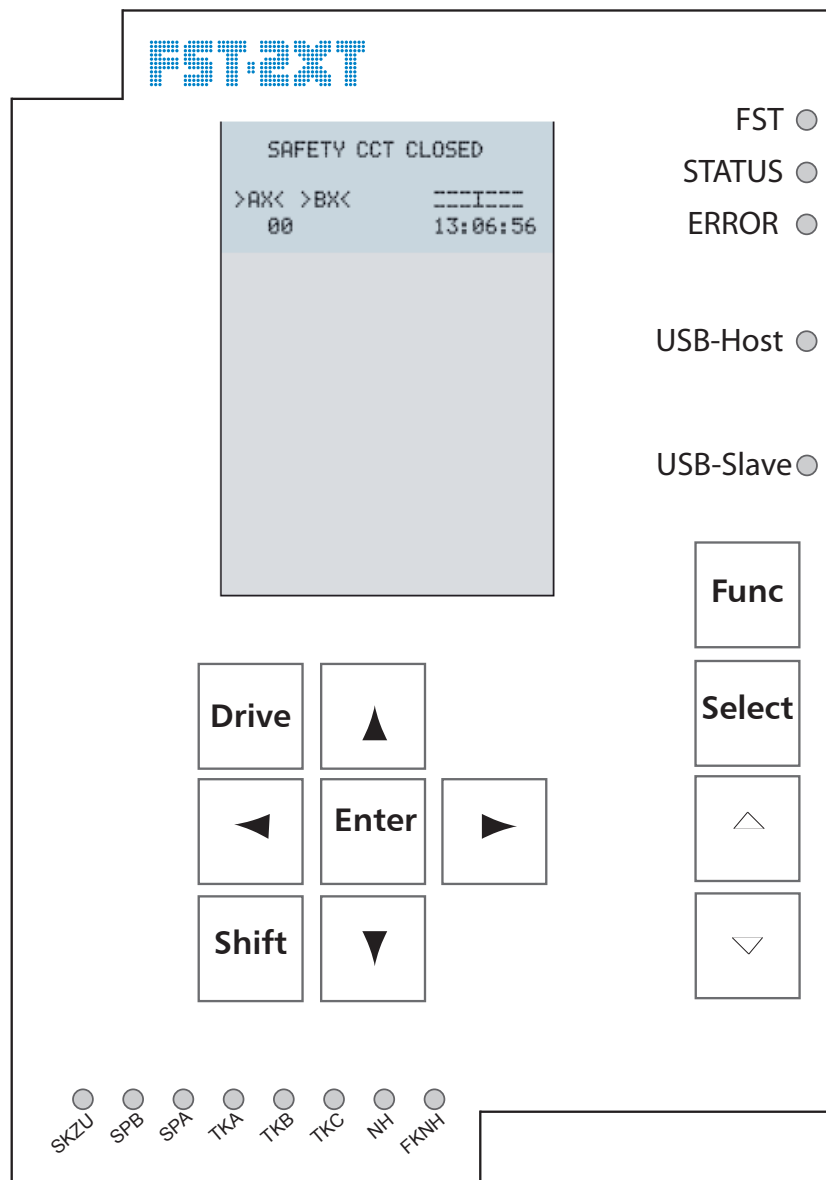 FST-2XT
SAFETY CCT CLOSED
>AX< >BX<
00 13:06:56
FST
STATUS
ERROR
USB-Host
USB-Slave
Func
Select
Drive
Enter
Shift
SKZU SPB SPA TKA TKB TKC NH FKNH